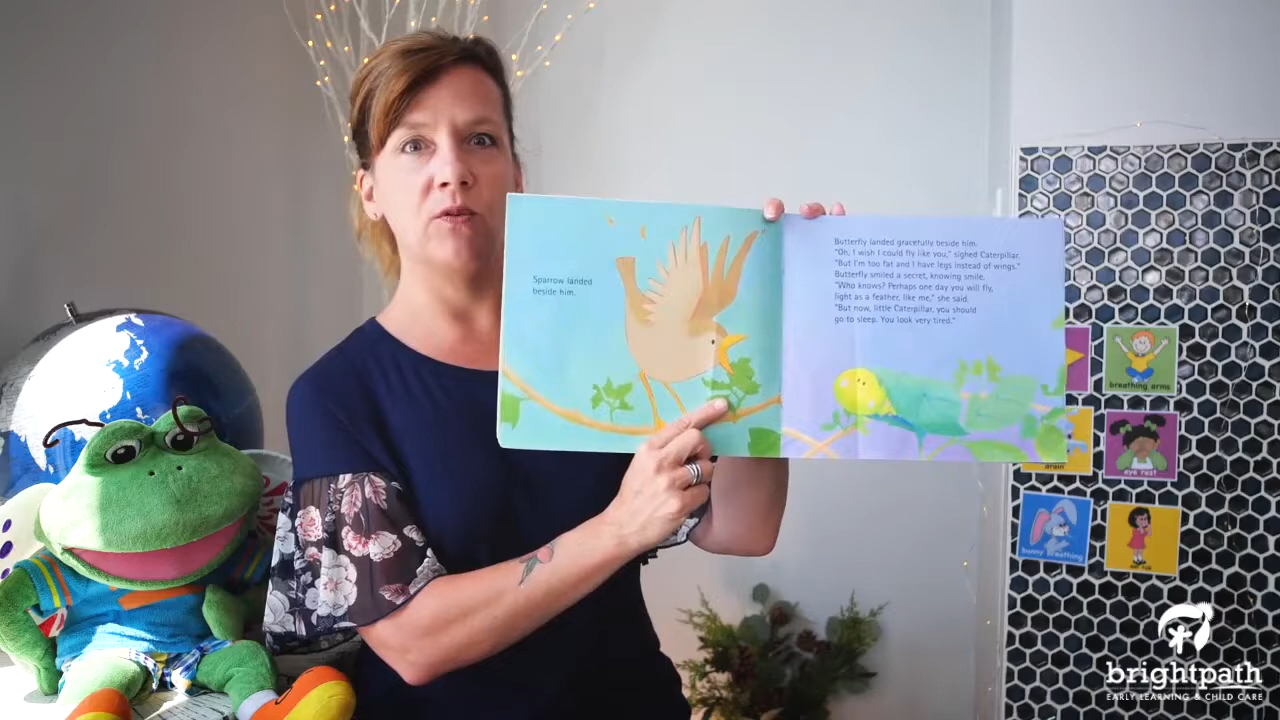 Sparrow landed
beside him.
Butterfly landed gracefully beside him.
"Oh, I wish I could fly like you," sighed Caterpillar.
"But I'm too fat and I have legs instead of wings."
Butterfly smiled a secret, knowing smile.
"Who knows? Perhaps one day you will fly,
light as a feather, like me," she said.
"But now, little Caterpillar, you should
go to sleep. You look very tired."
breathing arms
drain
eye rest
bunny breathing
brightpath
EARLY LEARNING & CHILD CARE